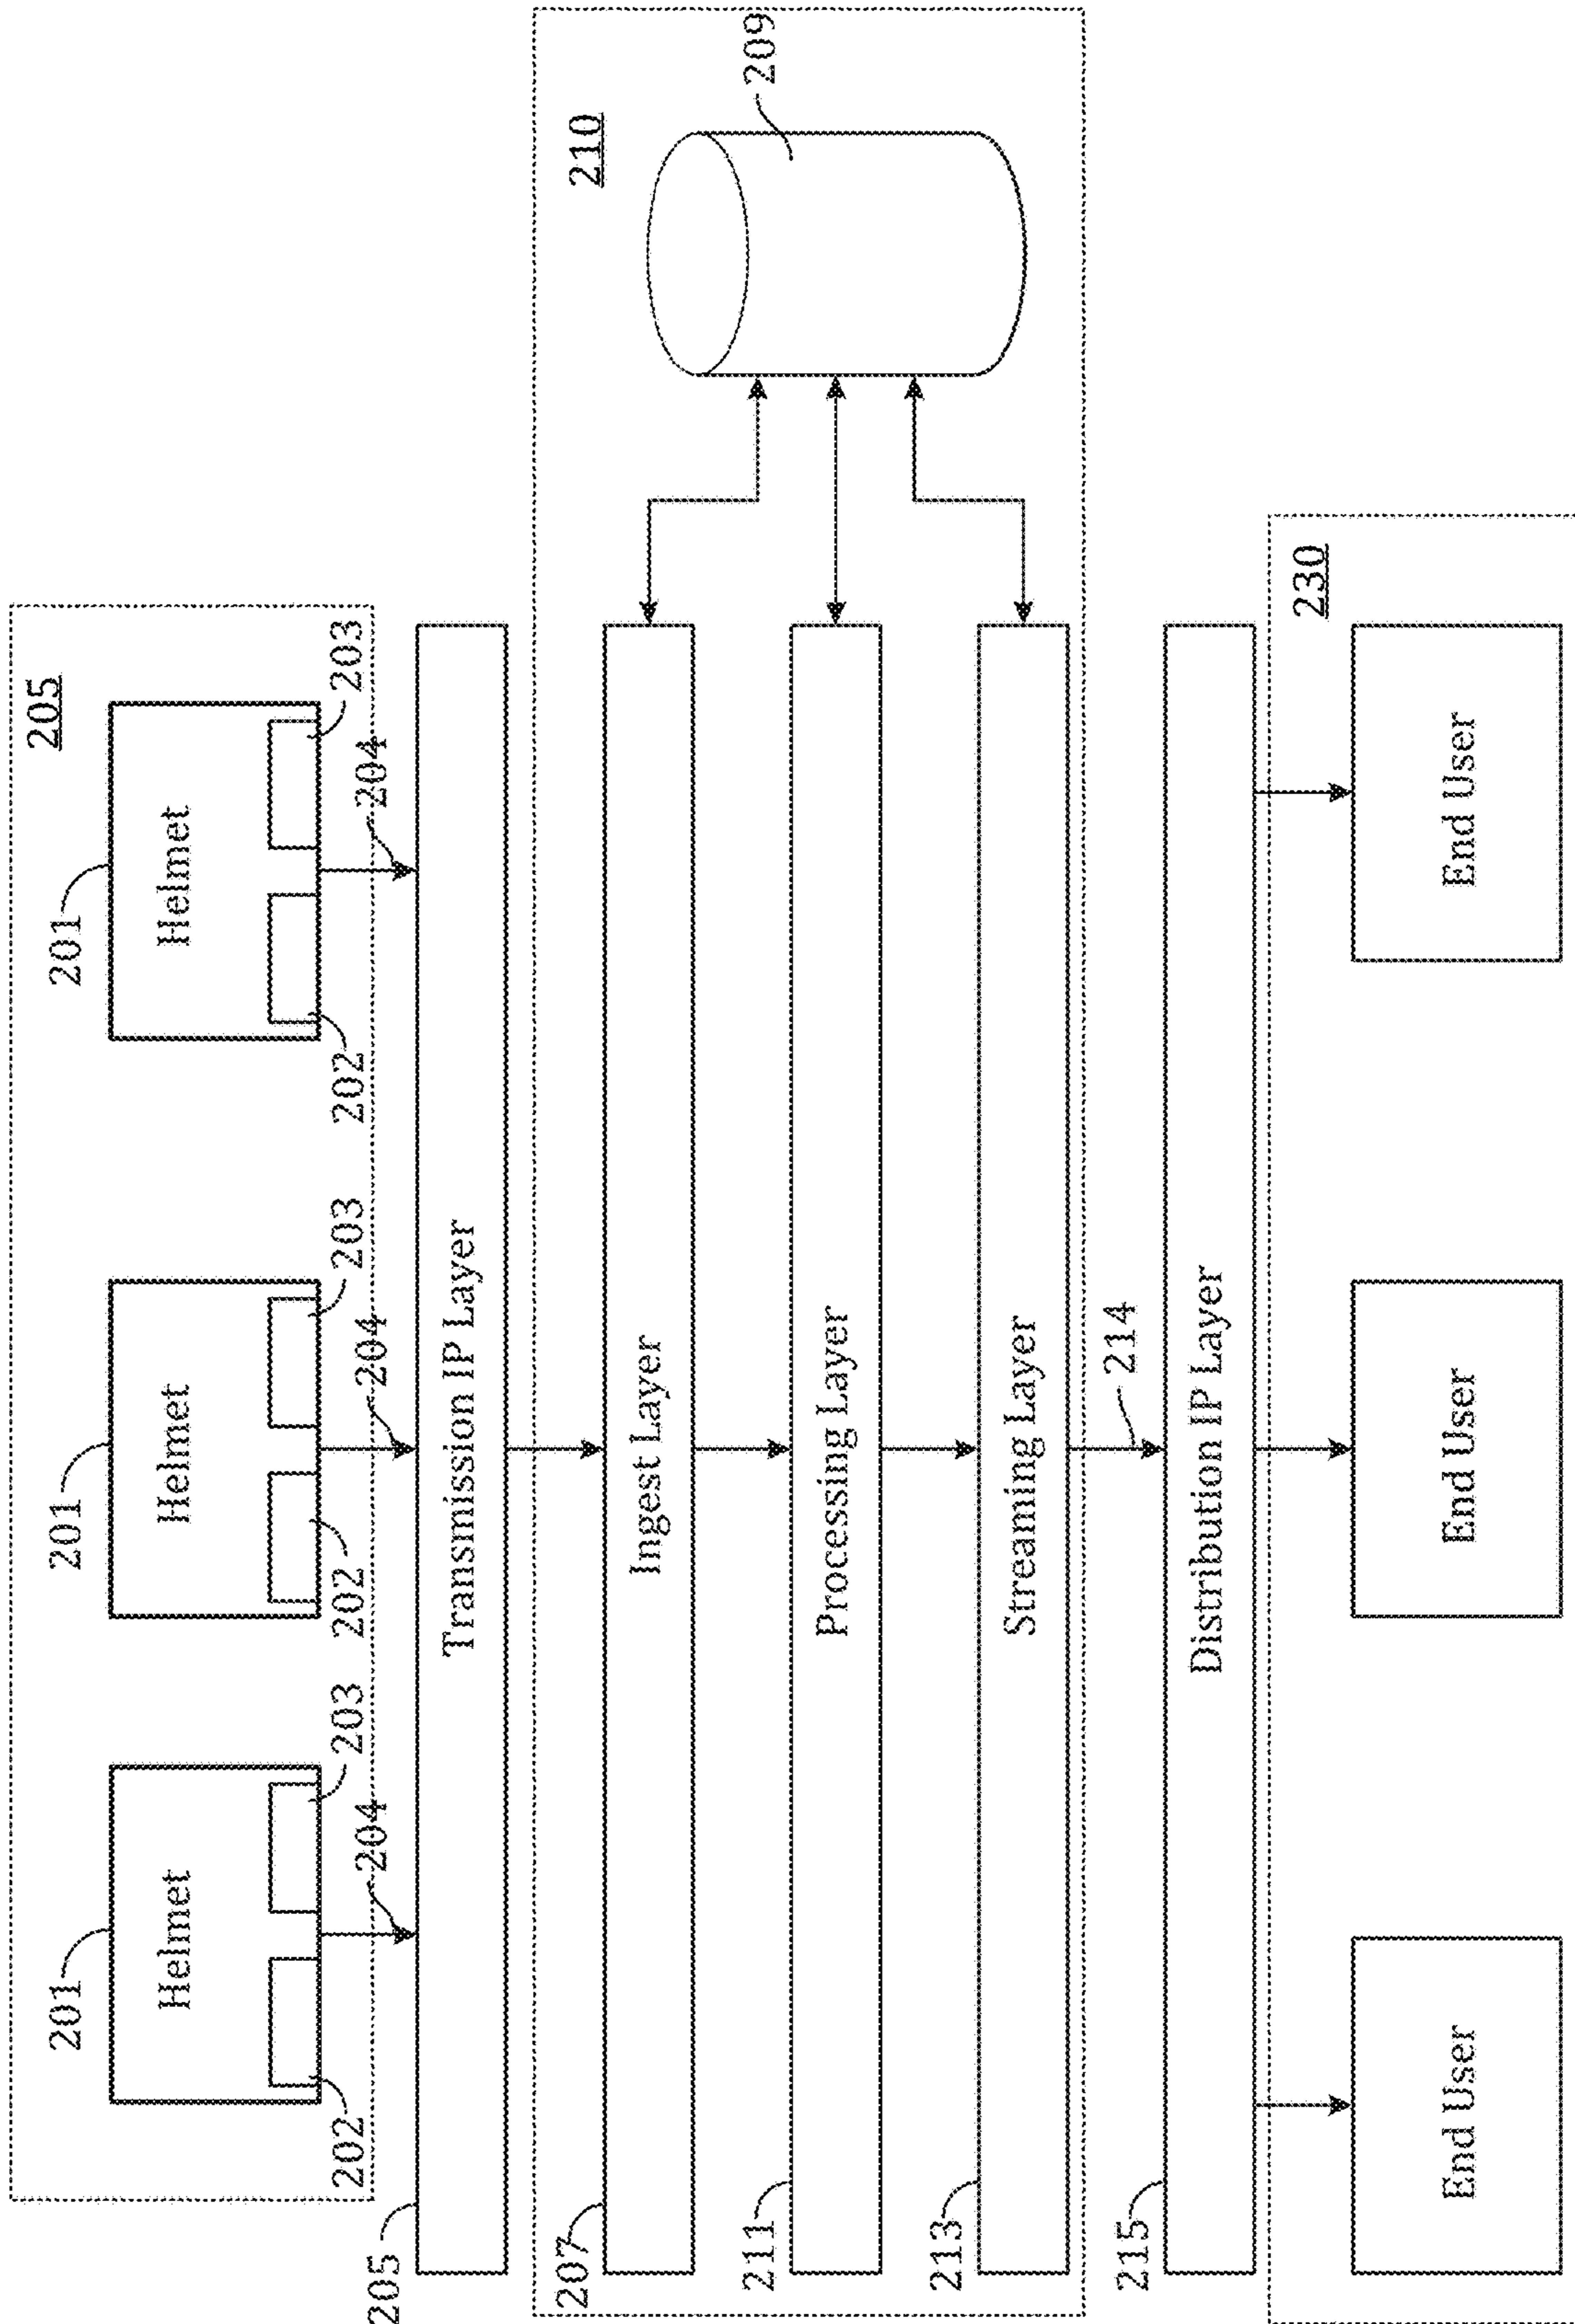 205
201
201
201
Helmet
Helmet
Helmet
202
203
202
203
202
203
204
204
204
205
Transmission IP Layer
210
207
Ingest Layer
209
211
Processing Layer
213
Streaming Layer
214
215
Distribution IP Layer
230
End User
End User
End User